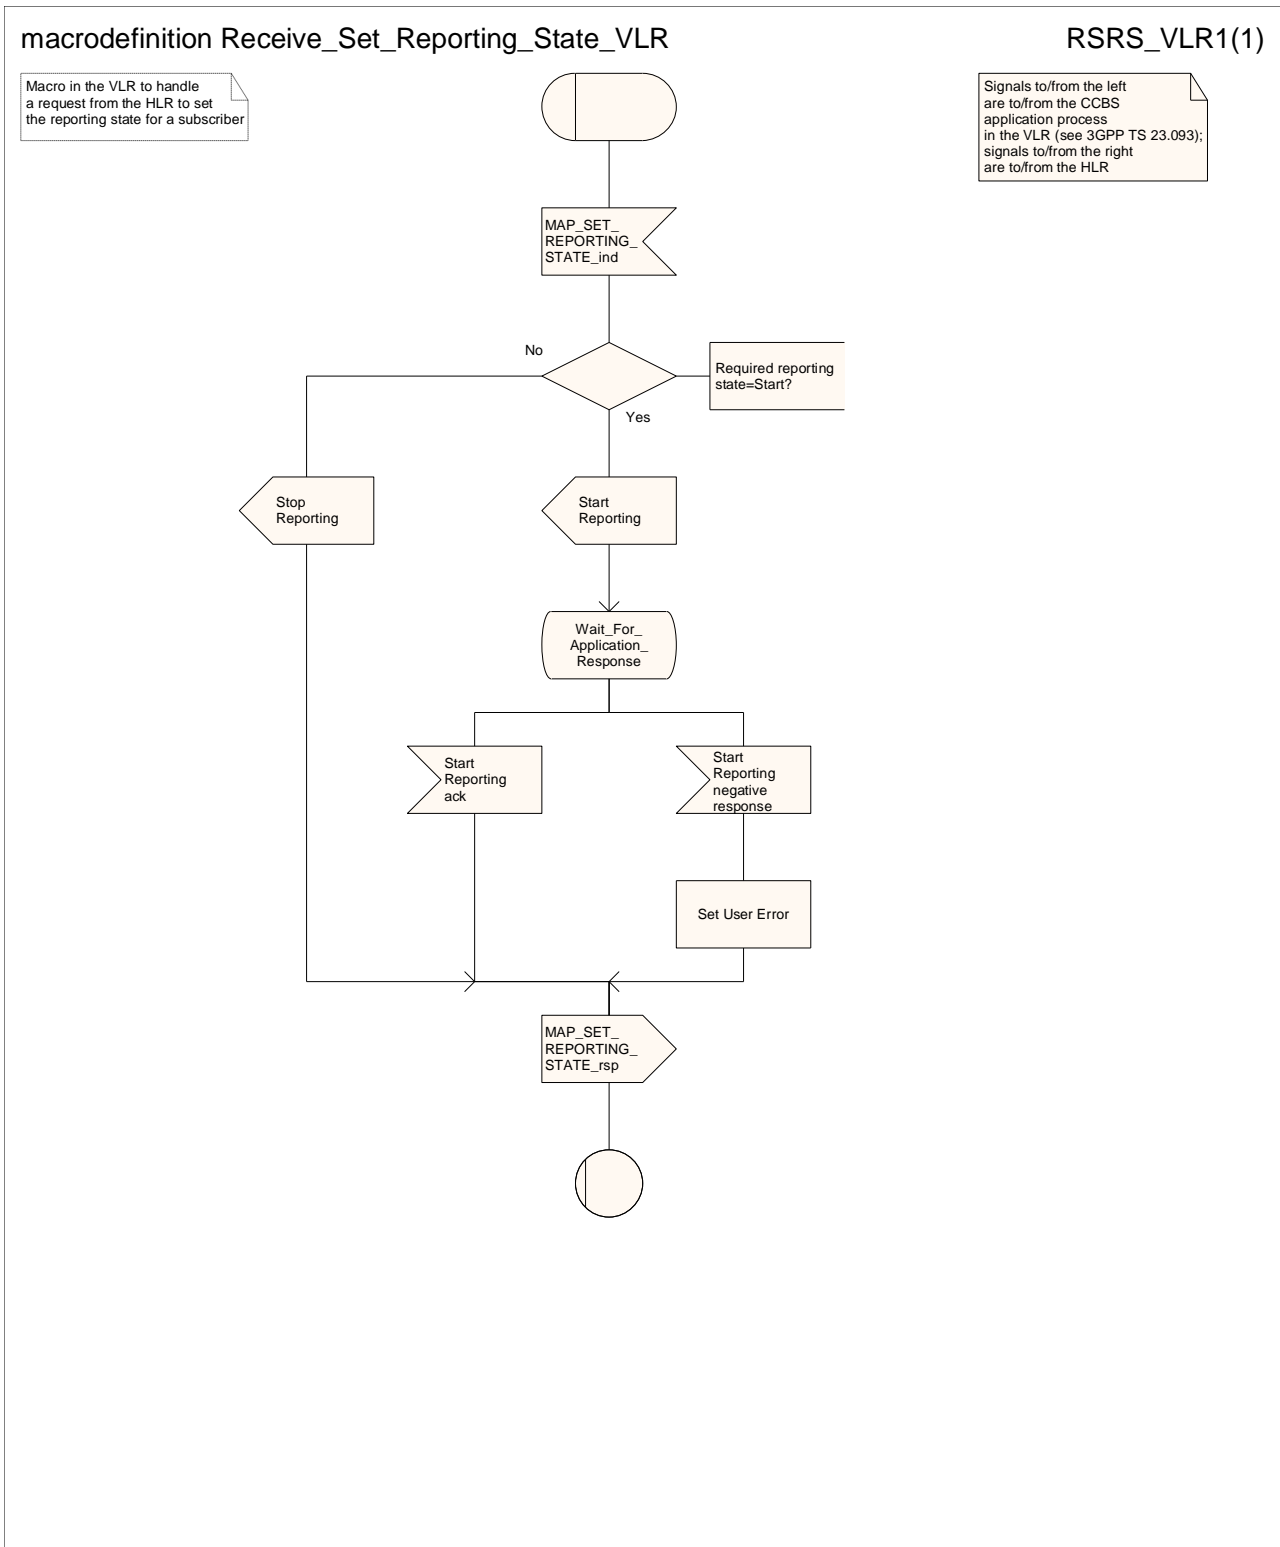 macrodefinition Receive_Set_Reporting_State_VLR
RSRS_VLR1(1)
Macro in the VLR to handle
a request from the HLR to set
the reporting state for a subscriber
Signals to/from the left
are to/from the CCBS
application process
in the VLR (see 3GPP TS 23.093);
signals to/from the right
are to/from the HLR
MAP_SET_
REPORTING_
STATE_ind
No
Required reporting
state=Start?
Yes
Stop
Reporting
Start
Reporting
Wait_For_
Application_
Response
Start
Reporting
ack
Start
Reporting
negative
response
Set User Error
MAP_SET_
REPORTING_
STATE_rsp